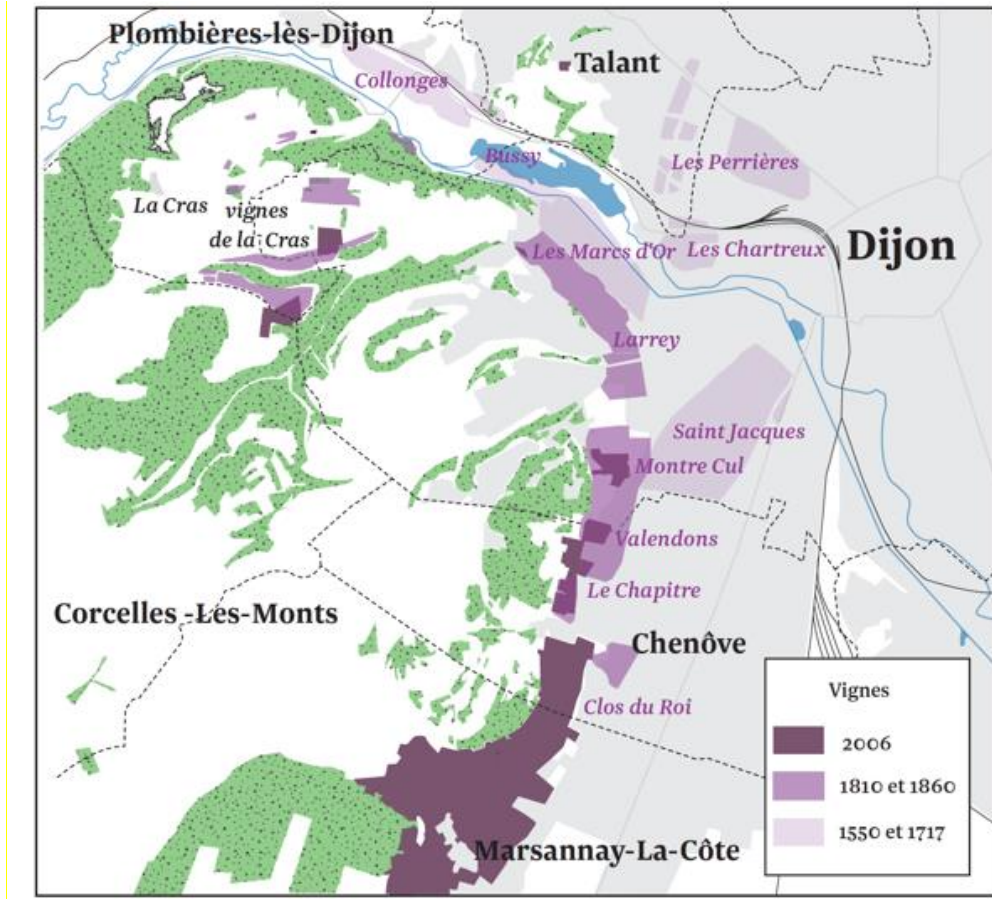 Plombières-lès-Dijon
Talant
Collonges
Bussy
Les Perrières
La Cras
vignes
de la Cras
Les Marcs d'Or
Les Chartreux
Dijon
Larrey
Saint Jacques
Montre Cul
Valendons
Le Chapitre
Corcelles -Les-Monts
Chenôve
Clos du Roi
Marsannay-La-Côte
Vignes
2006
1810 et 1860
1550 et 1717